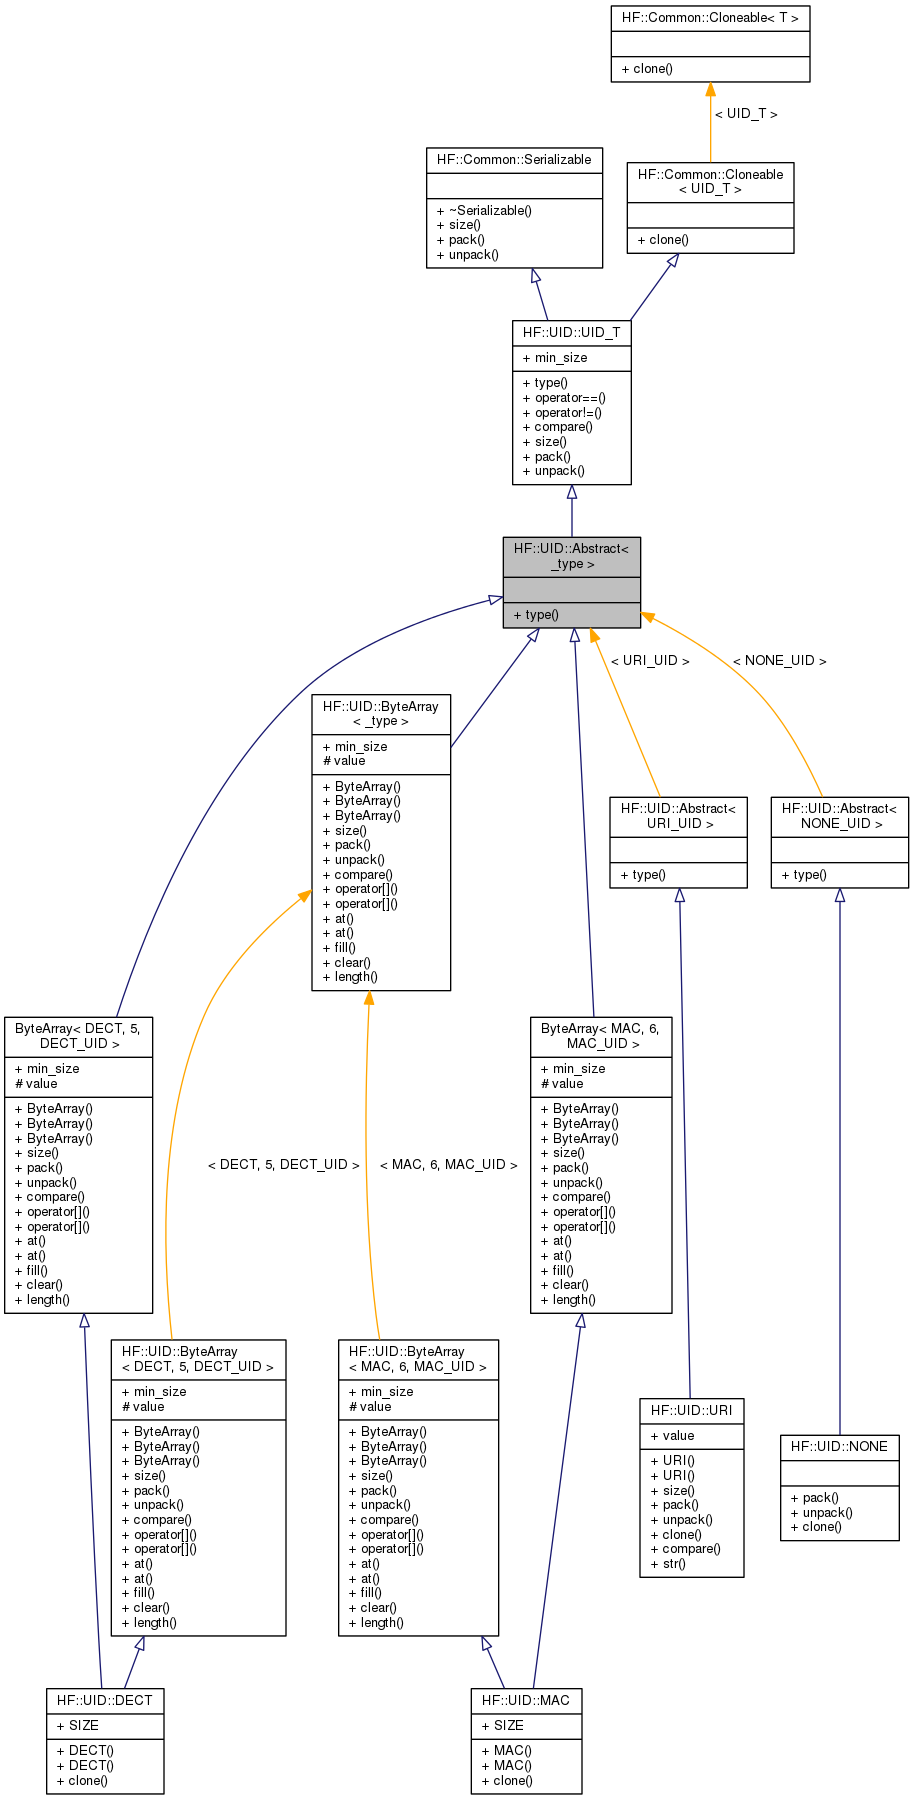 HF::Common::Cloneable< T >
+ clone()
< UID_T >
HF::Common::Serializable
+ ~Serializable()
+ size()
+ pack()
+ unpack()
HF::Common::Cloneable
< UID_T >
+ clone()
HF::UID::UID_T
+ min_size
+ type()
+ operator==()
+ operator!=()
+ compare()
+ size()
+ pack()
+ unpack()
HF::UID::Abstract<
_type >
+ type()
< URI_UID >
< NONE_UID >
HF::UID::ByteArray
< _type >
+ min_size
# value
+ ByteArray()
+ ByteArray()
+ ByteArray()
+ size()
+ pack()
+ unpack()
+ compare()
+ operator[]()
+ operator[]()
+ at()
+ at()
+ fill()
+ clear()
+ length()
HF::UID::Abstract<
URI_UID >
+ type()
HF::UID::Abstract<
NONE_UID >
+ type()
ByteArray< DECT, 5,
DECT_UID >
+ min_size
# value
+ ByteArray()
+ ByteArray()
+ ByteArray()
+ size()
+ pack()
+ unpack()
+ compare()
+ operator[]()
+ operator[]()
+ at()
+ at()
+ fill()
+ clear()
+ length()
< DECT, 5, DECT_UID >
< MAC, 6, MAC_UID >
ByteArray< MAC, 6,
MAC_UID >
+ min_size
# value
+ ByteArray()
+ ByteArray()
+ ByteArray()
+ size()
+ pack()
+ unpack()
+ compare()
+ operator[]()
+ operator[]()
+ at()
+ at()
+ fill()
+ clear()
+ length()
HF::UID::ByteArray
< DECT, 5, DECT_UID >
+ min_size
# value
+ ByteArray()
+ ByteArray()
+ ByteArray()
+ size()
+ pack()
+ unpack()
+ compare()
+ operator[]()
+ operator[]()
+ at()
+ at()
+ fill()
+ clear()
+ length()
HF::UID::ByteArray
< MAC, 6, MAC_UID >
+ min_size
# value
+ ByteArray()
+ ByteArray()
+ ByteArray()
+ size()
+ pack()
+ unpack()
+ compare()
+ operator[]()
+ operator[]()
+ at()
+ at()
+ fill()
+ clear()
+ length()
HF::UID::URI
+ value
+ URI()
+ URI()
+ size()
+ pack()
+ unpack()
+ clone()
+ compare()
+ str()
HF::UID::NONE
+ pack()
+ unpack()
+ clone()
HF::UID::DECT
+ SIZE
+ DECT()
+ DECT()
+ clone()
HF::UID::MAC
+ SIZE
+ MAC()
+ MAC()
+ clone()